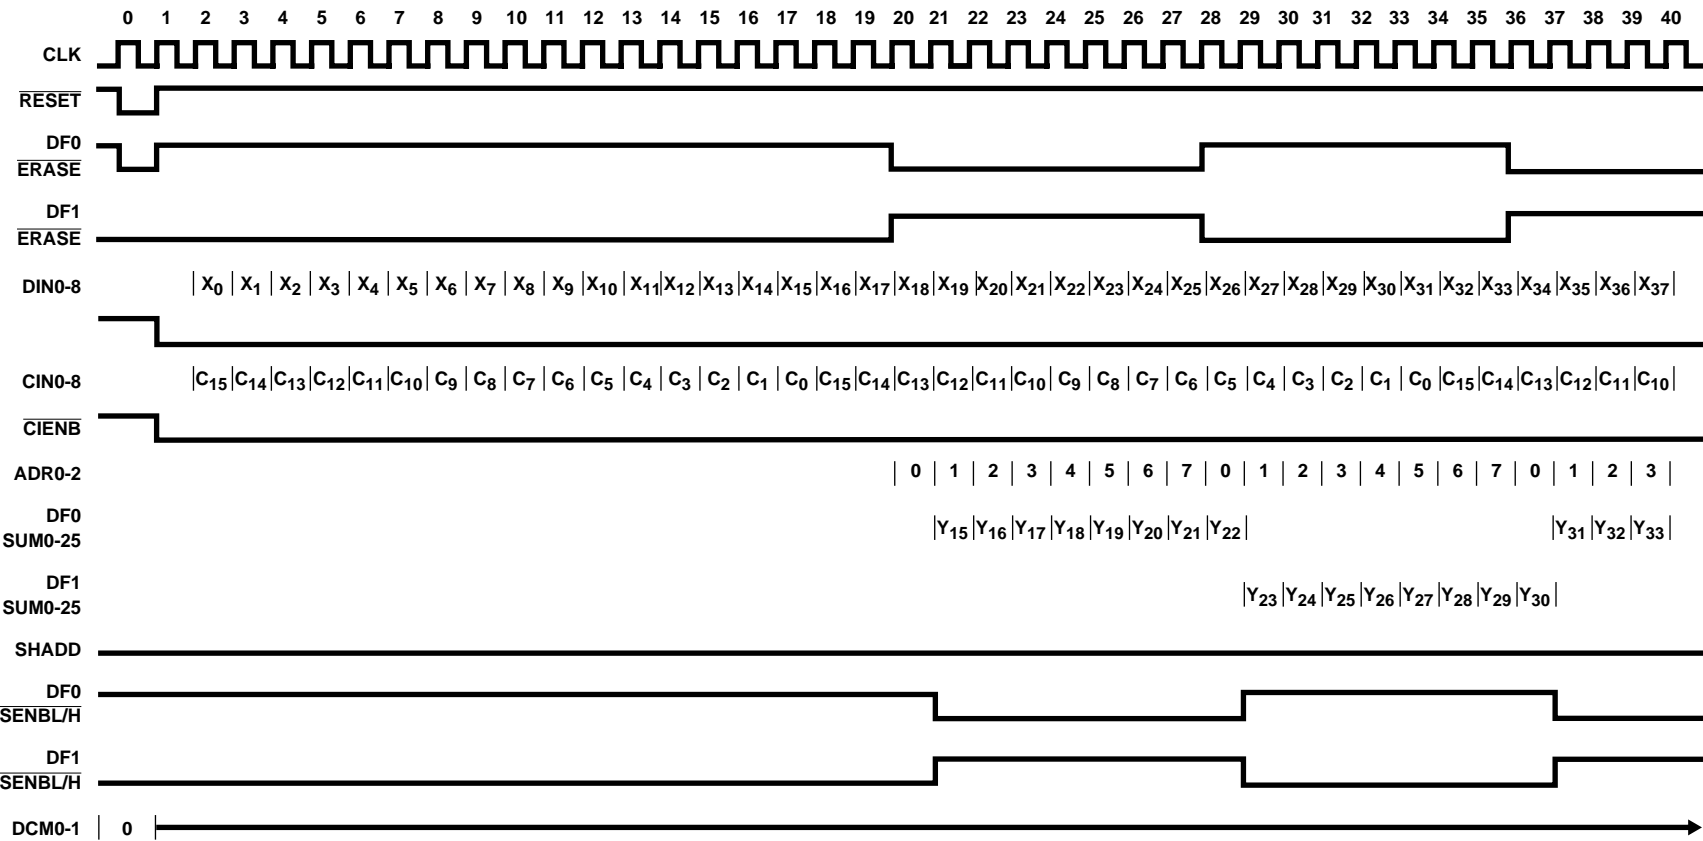 0 1 2 3 4 5 6 7 8 9 10 11 12 13 14 15 16 17 18 19 20 21 22 23 24 25 26 27 28 29 30 31 32 33 34 35 36 37 38 39 40
CLK
RESET
DF0
ERASE
DF1
ERASE
DIN0-8 X0 X1 X2 X3 X4 X5 X6 X7 X8 X9 X10 X11 X12 X13 X14 X15 X16 X17 X18 X19 X20 X21 X22 X23 X24 X25 X26 X27 X28 X29 X30 X31 X32 X33 X34 X35 X36 X37
CIN0-8 C15 C14 C13 C12 C11 C10 C9 C8 C7 C6 C5 C4 C3 C2 C1 C0 C15 C14 C13 C12 C11 C10 C9 C8 C7 C6 C5 C4 C3 C2 C1 C0 C15 C14 C13 C12 C11 C10
CIENB
ADR0-2 0 1 2 3 4 5 6 7 0 1 2 3 4 5 6 7 0 1 2 3
DF0
SUM0-25 Y15 Y16 Y17 Y18 Y19 Y20 Y21 Y22 Y31 Y32 Y33
DF1
SUM0-25 Y23 Y24 Y25 Y26 Y27 Y28 Y29 Y30
SHADD
DF0
SENBL/H
DF1
SENBL/H
DCM0-1 0